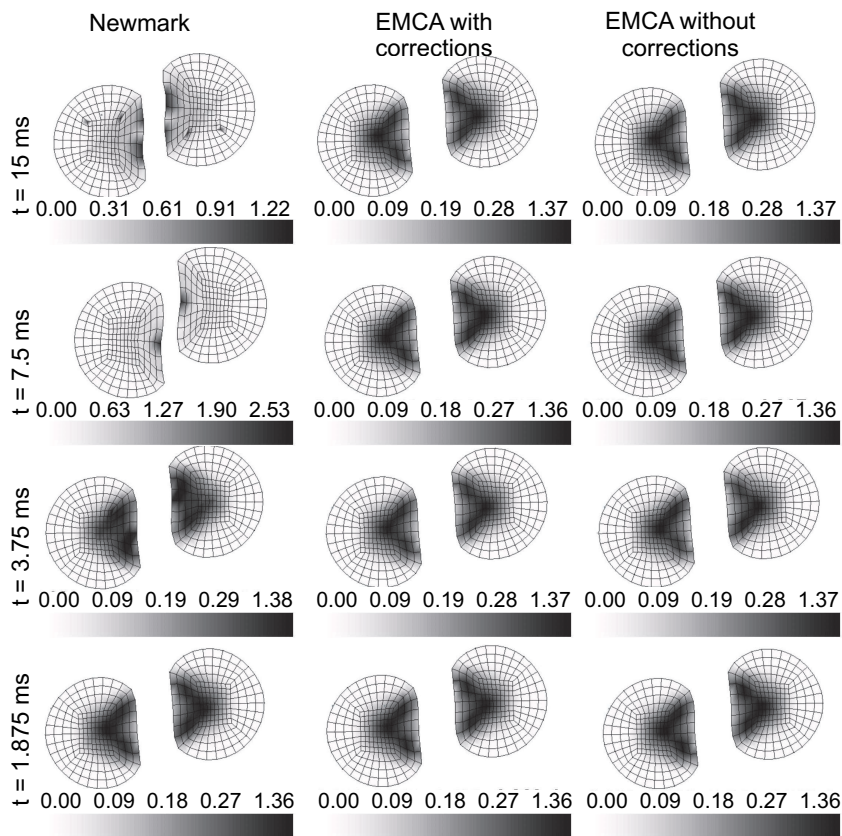 Newmark
EMCA with
corrections
EMCA without
corrections
t = 15 ms
0.00 0.31 0.61 0.91 1.22
0.00 0.09 0.19 0.28 1.37
0.00 0.09 0.18 0.28 1.37
t = 7.5 ms
0.00 0.63 1.27 1.90 2.53
0.00 0.09 0.18 0.27 1.36
0.00 0.09 0.18 0.27 1.36
t = 3.75 ms
0.00 0.09 0.19 0.29 1.38
0.00 0.09 0.19 0.28 1.37
0.00 0.09 0.19 0.28 1.37
t = 1.875 ms
0.00 0.09 0.18 0.27 1.36
0.00 0.09 0.18 0.27 1.36
0.00 0.09 0.18 0.27 1.36